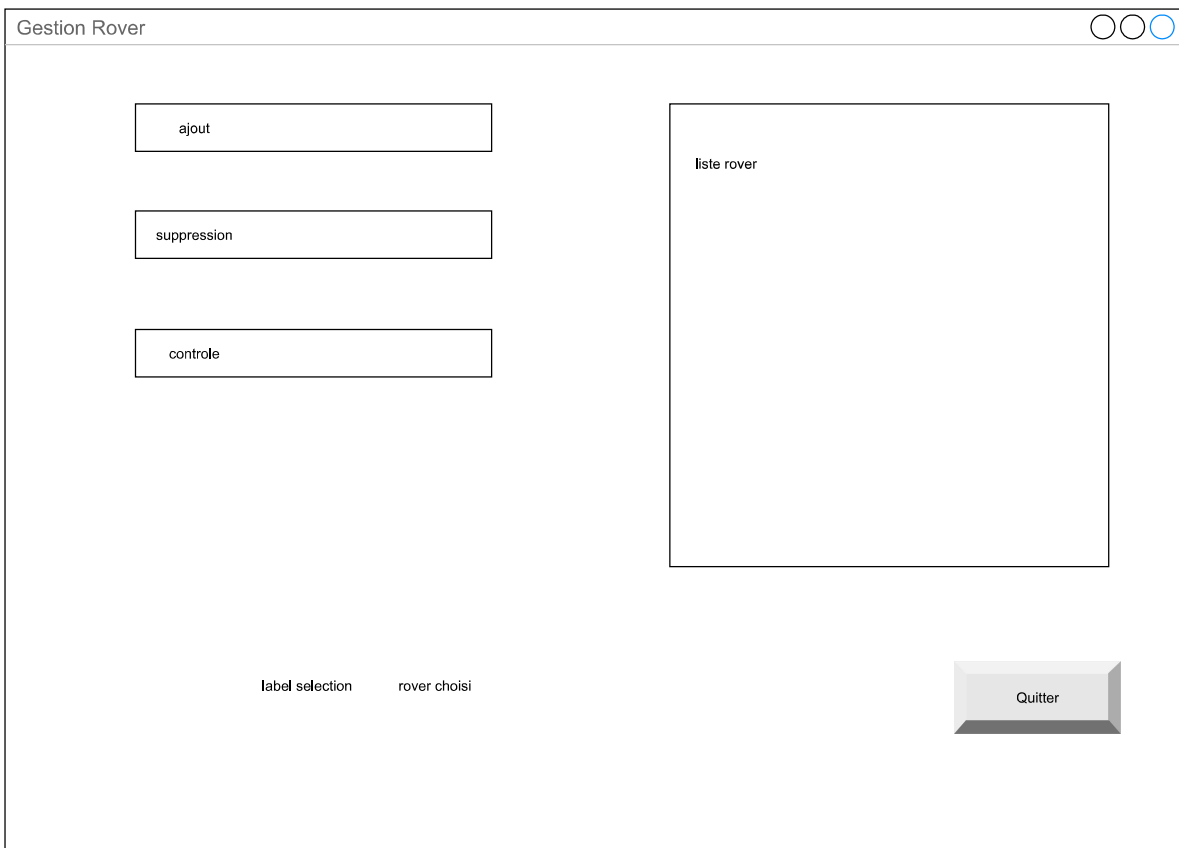 Gestion Rover
ajout
suppression
controle
liste rover
label selection rover choisi
Quitter